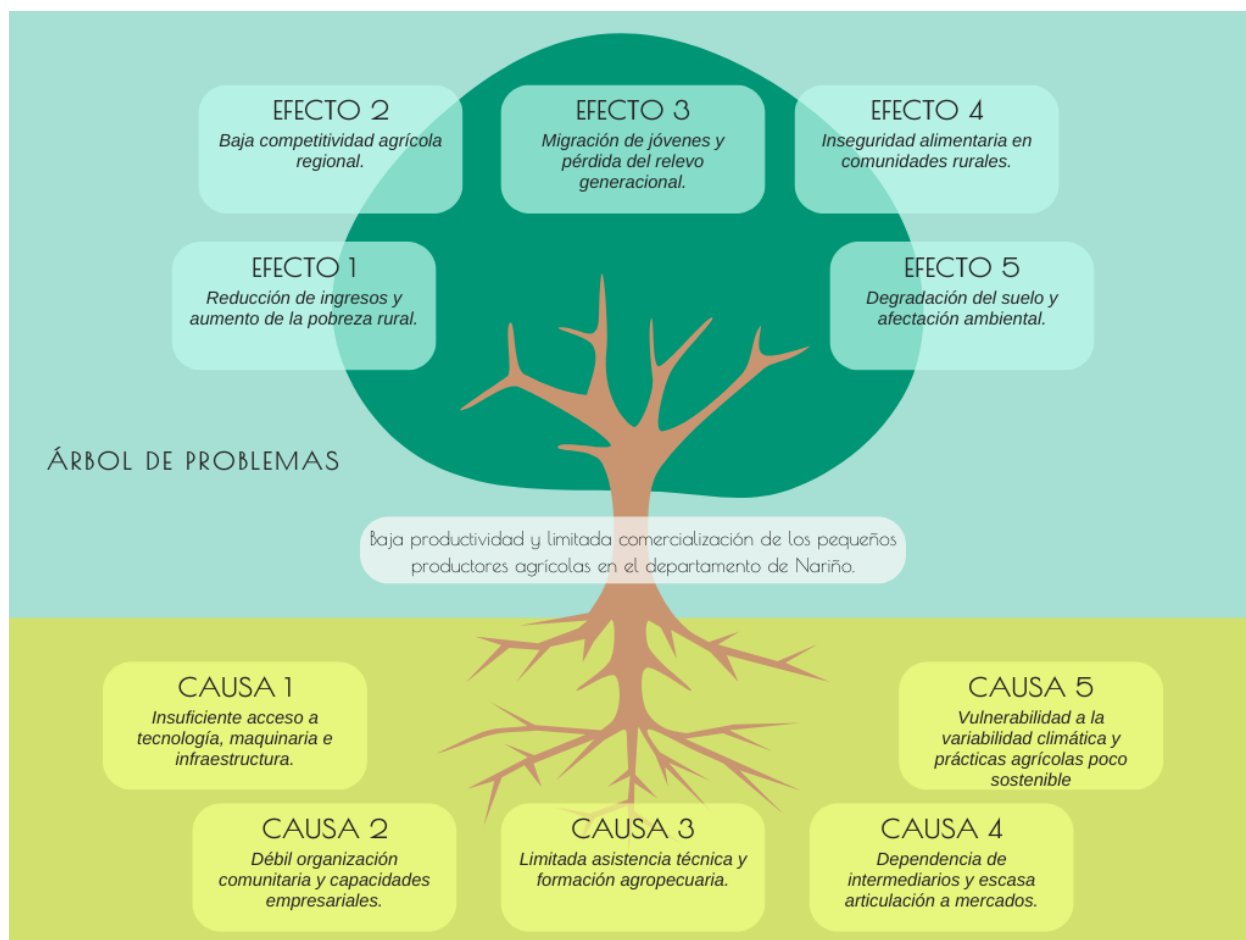 EFECTO 2
Baja competitividad agrícola
regional.
EFECTO 3
Migración de jóvenes y
pérdida del relevo
generacional.
EFECTO 4
Inseguridad alimentaria en
comunidades rurales.
EFECTO 1
Reducción de ingresos y
aumento de la pobreza rural.
EFECTO 5
Degradación del suelo y
afectación ambiental.
ÁRBOL DE PROBLEMAS
Baja productividad y limitada comercialización de los pequeños
productores agrícolas en el departamento de Nariño.
CAUSA 1
Insuficiente acceso a
tecnología, maquinaria e
infraestructura.
CAUSA 5
Vulnerabilidad a la
variabilidad climática y
prácticas agrícolas poco
sostenible
CAUSA 2
Débil organización
comunitaria y capacidades
empresariales.
CAUSA 3
Limitada asistencia técnica y
formación agropecuaria.
CAUSA 4
Dependencia de
intermediarios y escasa
articulación a mercados.